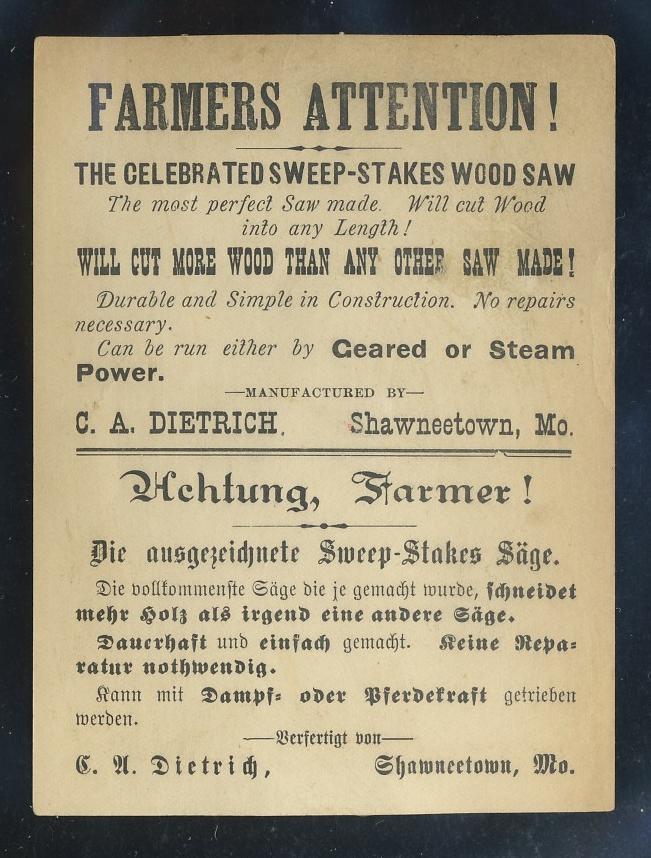 FARMERS ATTENTION!
THE CELEBRATED SWEEP-STAKES WOOD SAW
The most perfect Saw made. Will cut Wood
into any Length!
WILL CUT MORE WOOD THAN ANY OTHER SAW MADE!
Durable and Simple in Construction. No repairs
necessary.
Can be run either by Geared or Steam
Power.
—MANUFACTURED BY—
C. A. DIETRICH. Shawneetown, Mo.
Achtung, Farmer!
Die ausgezeichnete Sweep-Stakes Säge.
Die vollkommenste Säge die je gemacht wurde, schneidet
mehr Holz als irgend eine andere Säge.
Dauerhaft und einfach gemacht. Keine Repa-
ratur nothwendig.
Kann mit Dampf- oder Pferdekraft getrieben
werden.
—Verfertigt von—
C. A. Dietrich, Shawneetown, Mo.